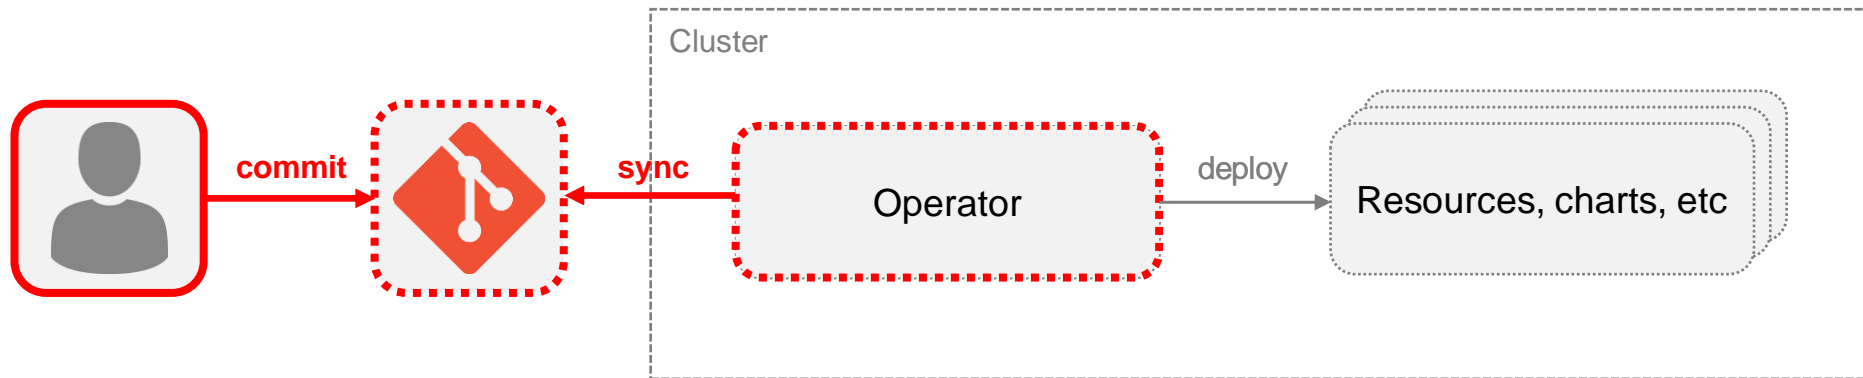 Cluster
commit
sync
Operator
deploy
Resources, charts, etc